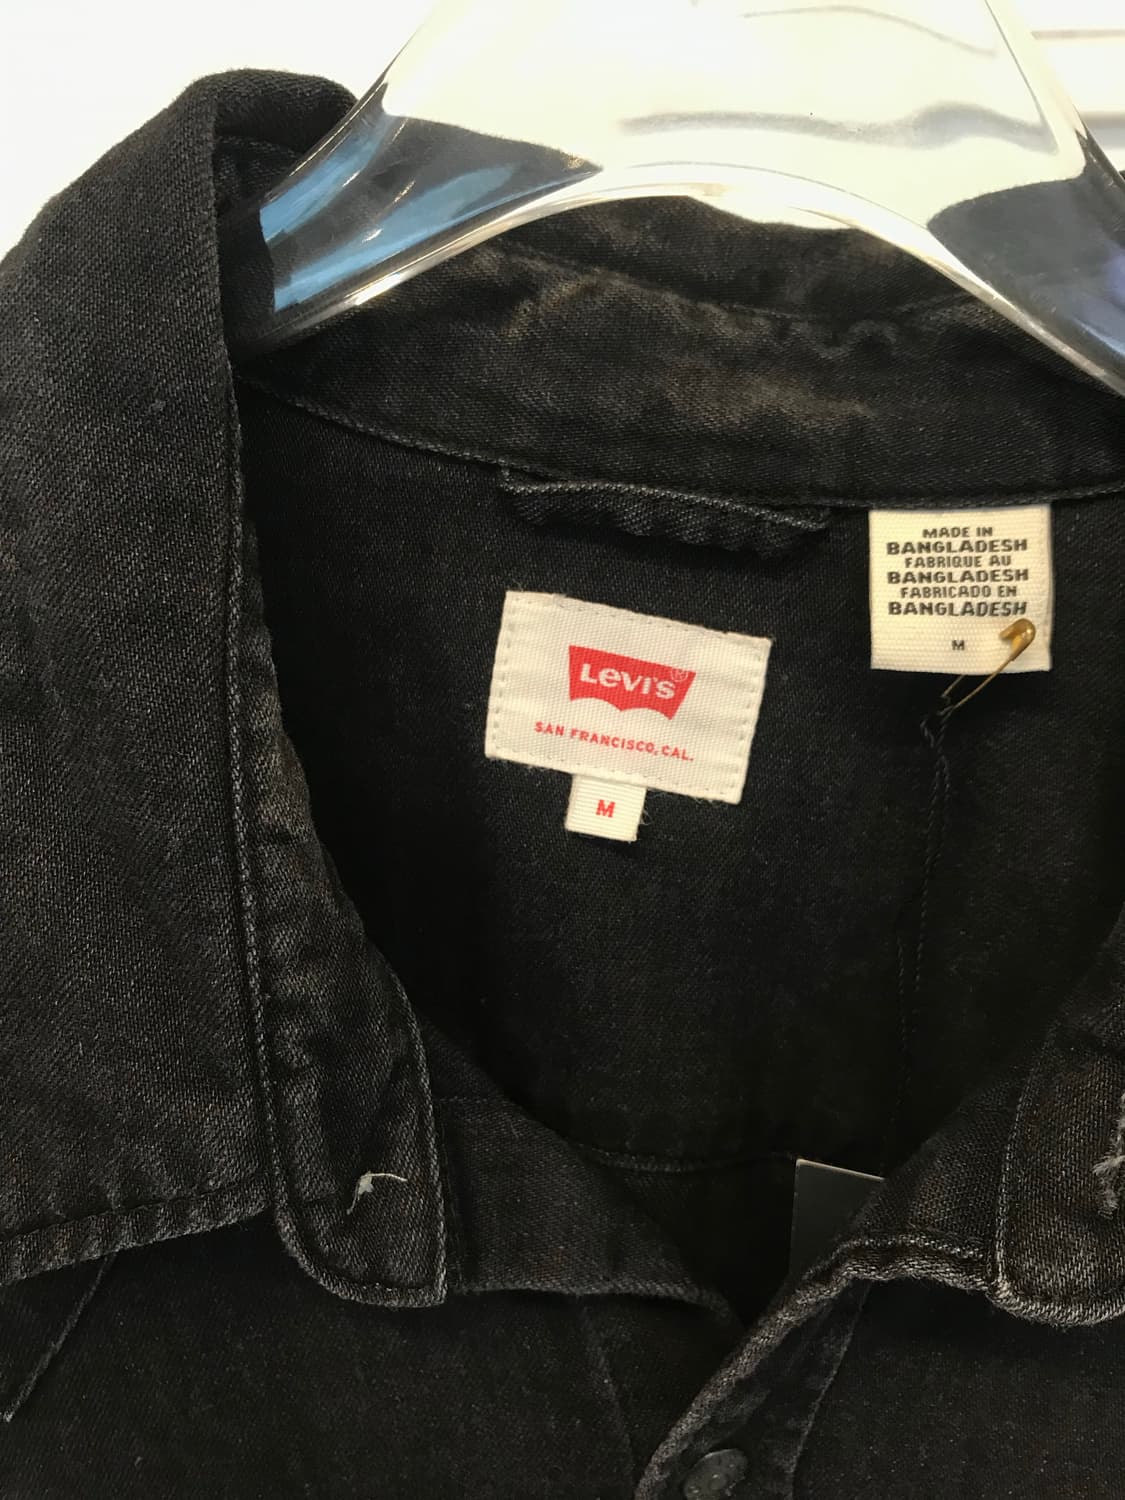 MADE IN
BANGLADESH
FABRIQUE AU
BANGLADESH
FABRICADO EN
BANGLADESH
M
Levi's®
SAN FRANCISCO, CAL.
M